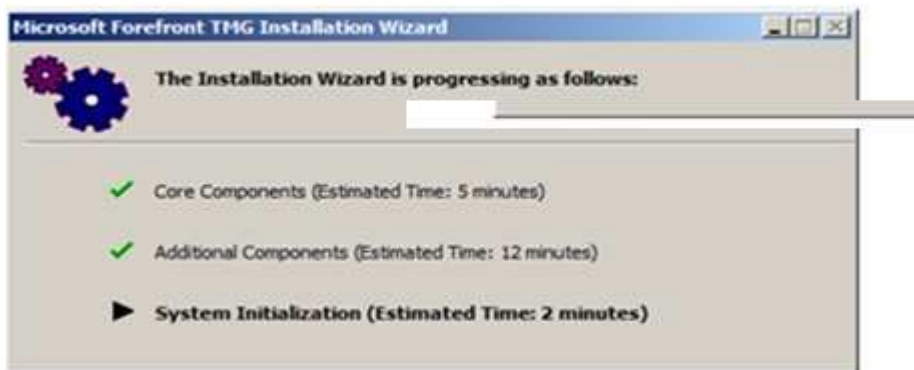 Microsoft Forefront TMG Installation Wizard
The Installation Wizard is progressing as follows:
Core Components (Estimated Time: 5 minutes)
Additional Components (Estimated Time: 12 minutes)
System Initialization (Estimated Time: 2 minutes)